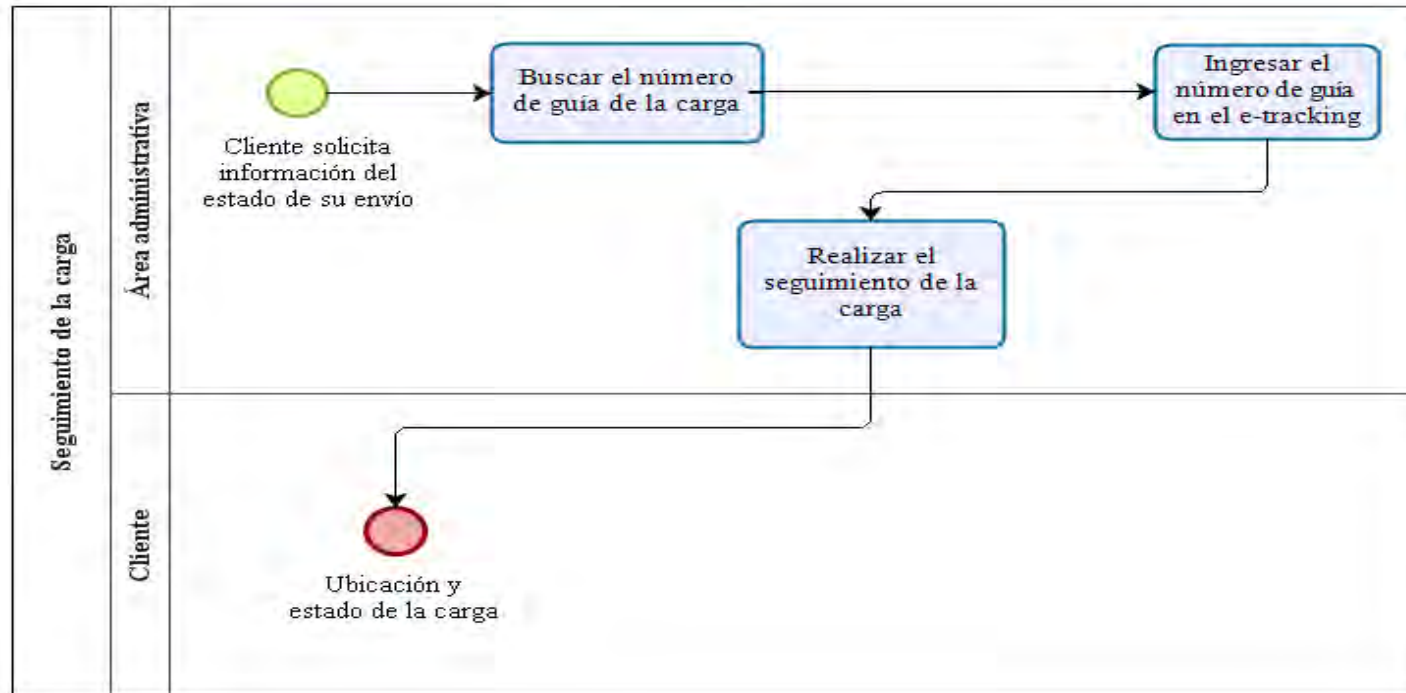 Seguimiento de la carga
Área administrativa
Cliente solicita
información del
estado de su envío
Buscar el número
de guía de la carga
Ingresar el
número de guía
en el e-tracking
Realizar el
seguimiento de la
carga
Cliente
Ubicación y
estado de la carga